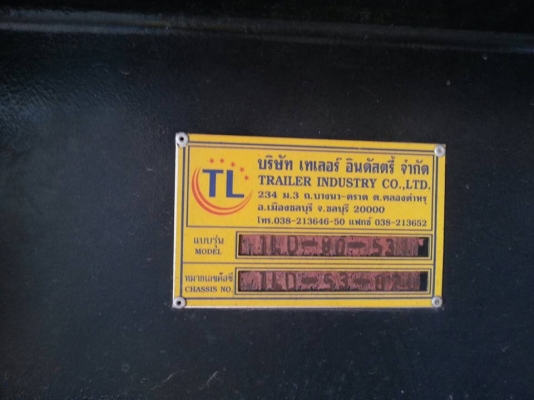 TL
บริษัท เทเลอร์ อินดัสตรี้ จำกัด
TRAILER INDUSTRY CO.,LTD.
234 ม.3 ถ.บางนา-ตราด ต.คลองตำหรุ
อ.เมืองชลบุรี จ.ชลบุรี 20000
โทร.038-213646-50 แฟกซ์ 038-213652
แบบรุ่น
MODEL
หมายเลขคัสซี
CHASSIS NO.